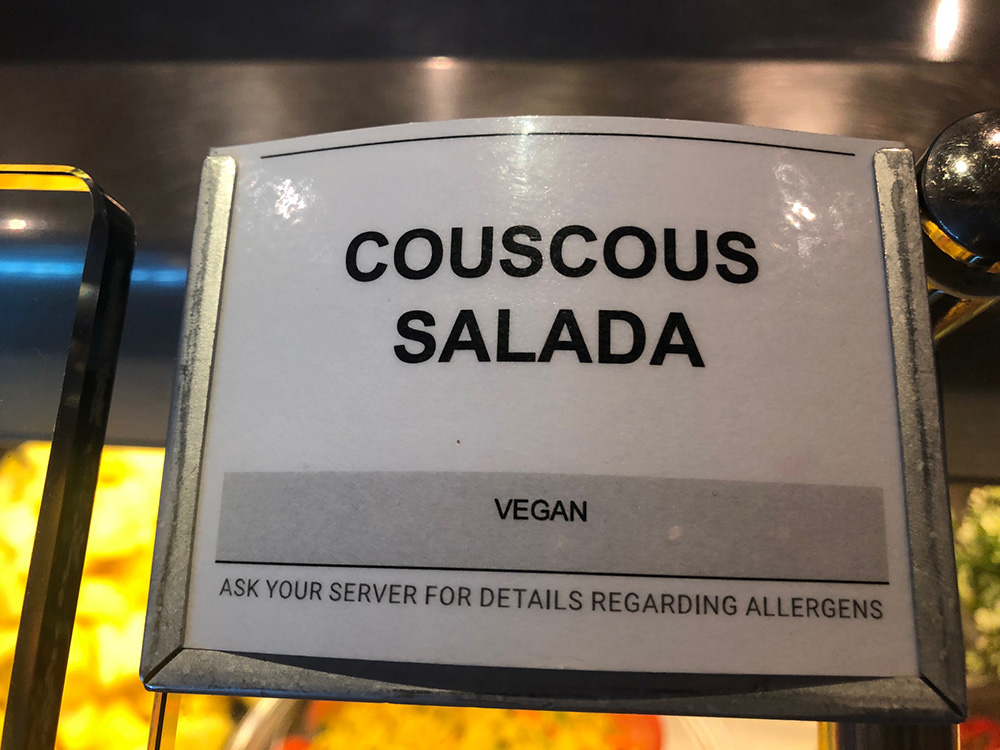 COUSCOUS
SALADA
VEGAN
ASK YOUR SERVER FOR DETAILS REGARDING ALLERGENS